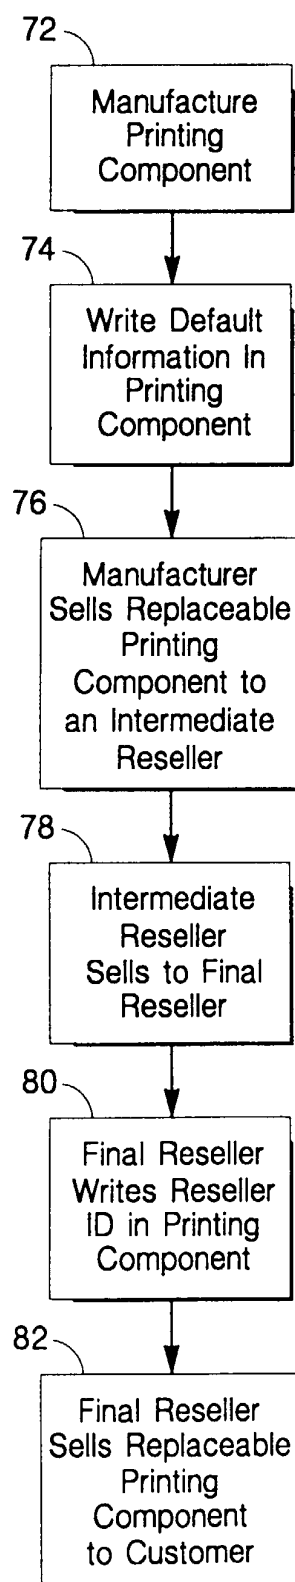 72
Manufacture
Printing
Component
74
Write Default
Information In
Printing
Component
76
Manufacturer
Sells Replaceable
Printing
Component to
an Intermediate
Reseller
78
Intermediate
Reseller
Sells to Final
Reseller
80
Final Reseller
Writes Reseller
ID in Printing
Component
82
Final Reseller
Sells Replaceable
Printing
Component
to Customer